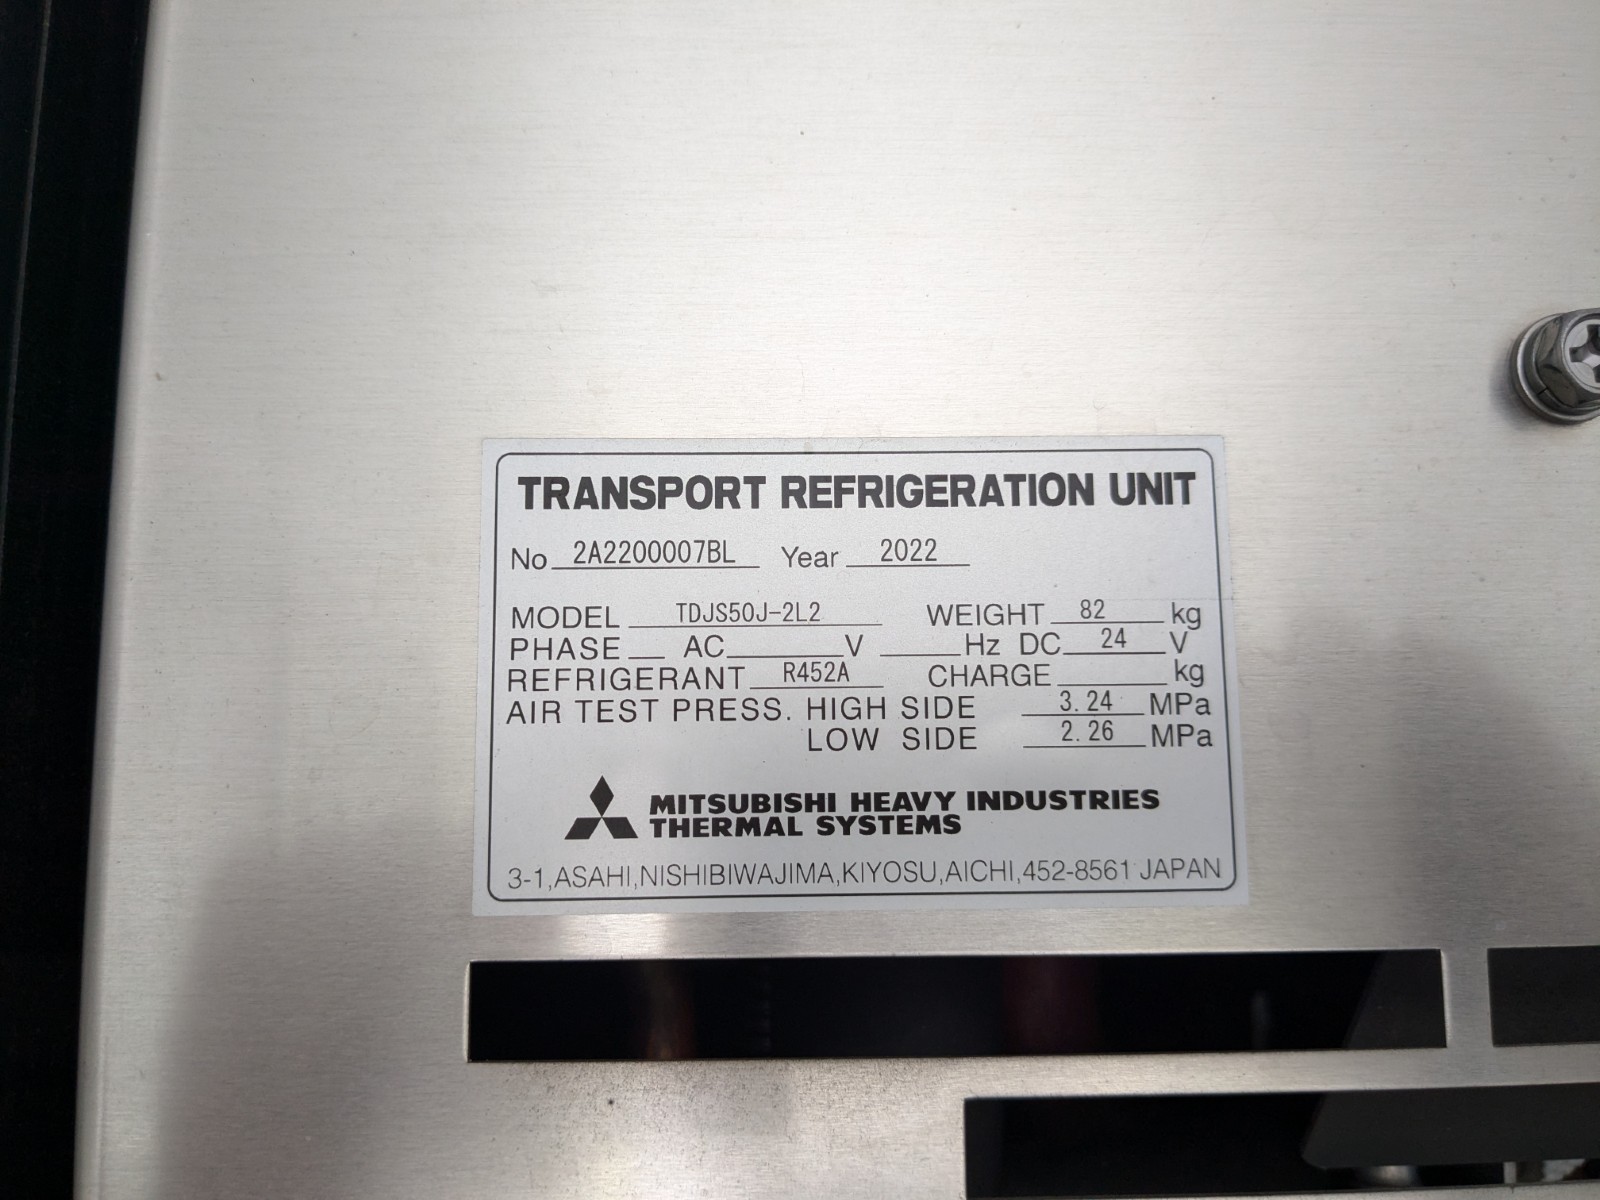 TRANSPORT REFRIGERATION UNIT
No 2A2200007BL Year 2022
MODEL TDJS50J-2L2 WEIGHT 82 kg
PHASE AC V Hz DC 24 V
REFRIGERANT R452A CHARGE kg
AIR TEST PRESS. HIGH SIDE 3.24 MPa
LOW SIDE 2.26 MPa
MITSUBISHI HEAVY INDUSTRIES
THERMAL SYSTEMS
3-1,ASAHI,NISHIBIWAJIMA,KIYOSU,AICHI,452-8561 JAPAN